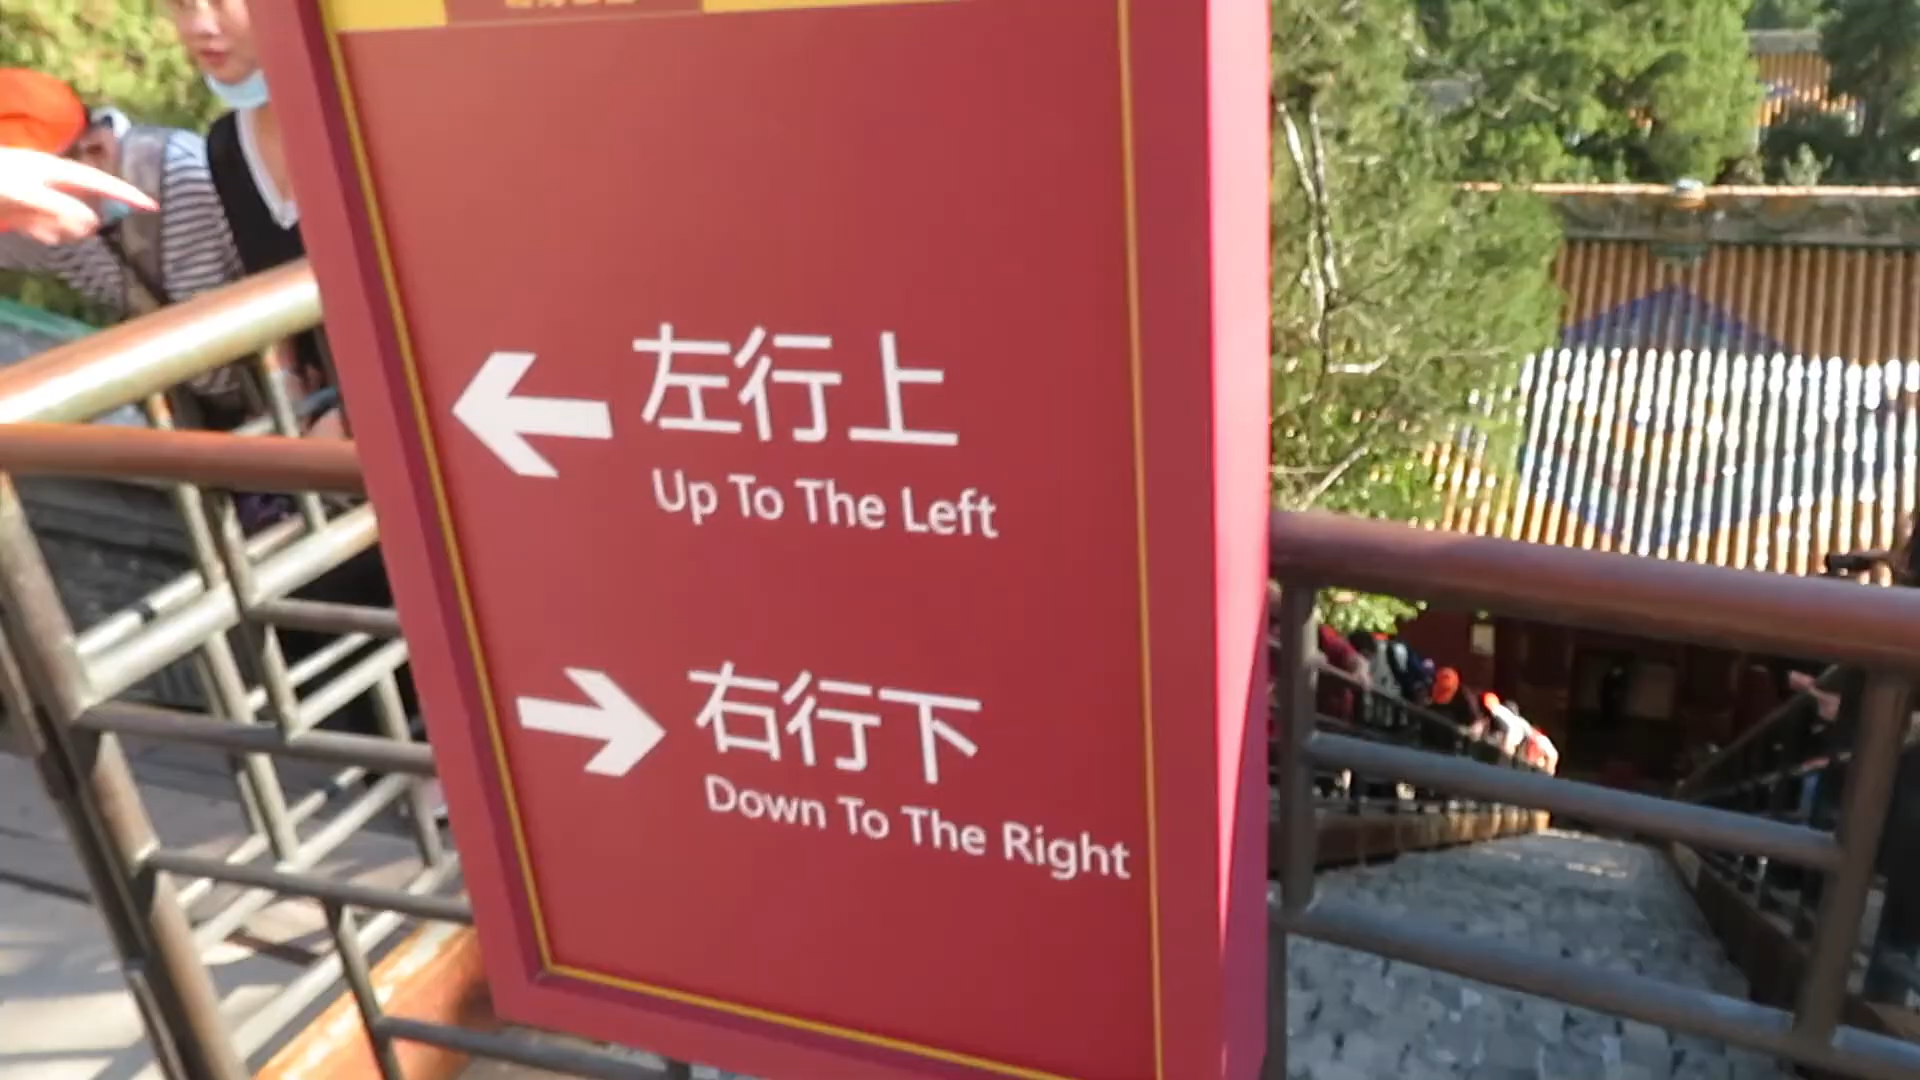 左行上
Up To The Left
右行下
Down To The Right